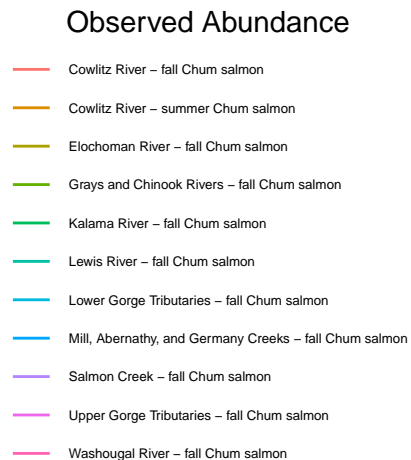 Observed Abundance
Cowlitz River – fall Chum salmon
Cowlitz River – summer Chum salmon
Elochoman River – fall Chum salmon
Grays and Chinook Rivers – fall Chum salmon
Kalama River – fall Chum salmon
Lewis River – fall Chum salmon
Lower Gorge Tributaries – fall Chum salmon
Mill, Abernathy, and Germany Creeks – fall Chum salmon
Salmon Creek – fall Chum salmon
Upper Gorge Tributaries – fall Chum salmon
Washougal River – fall Chum salmon